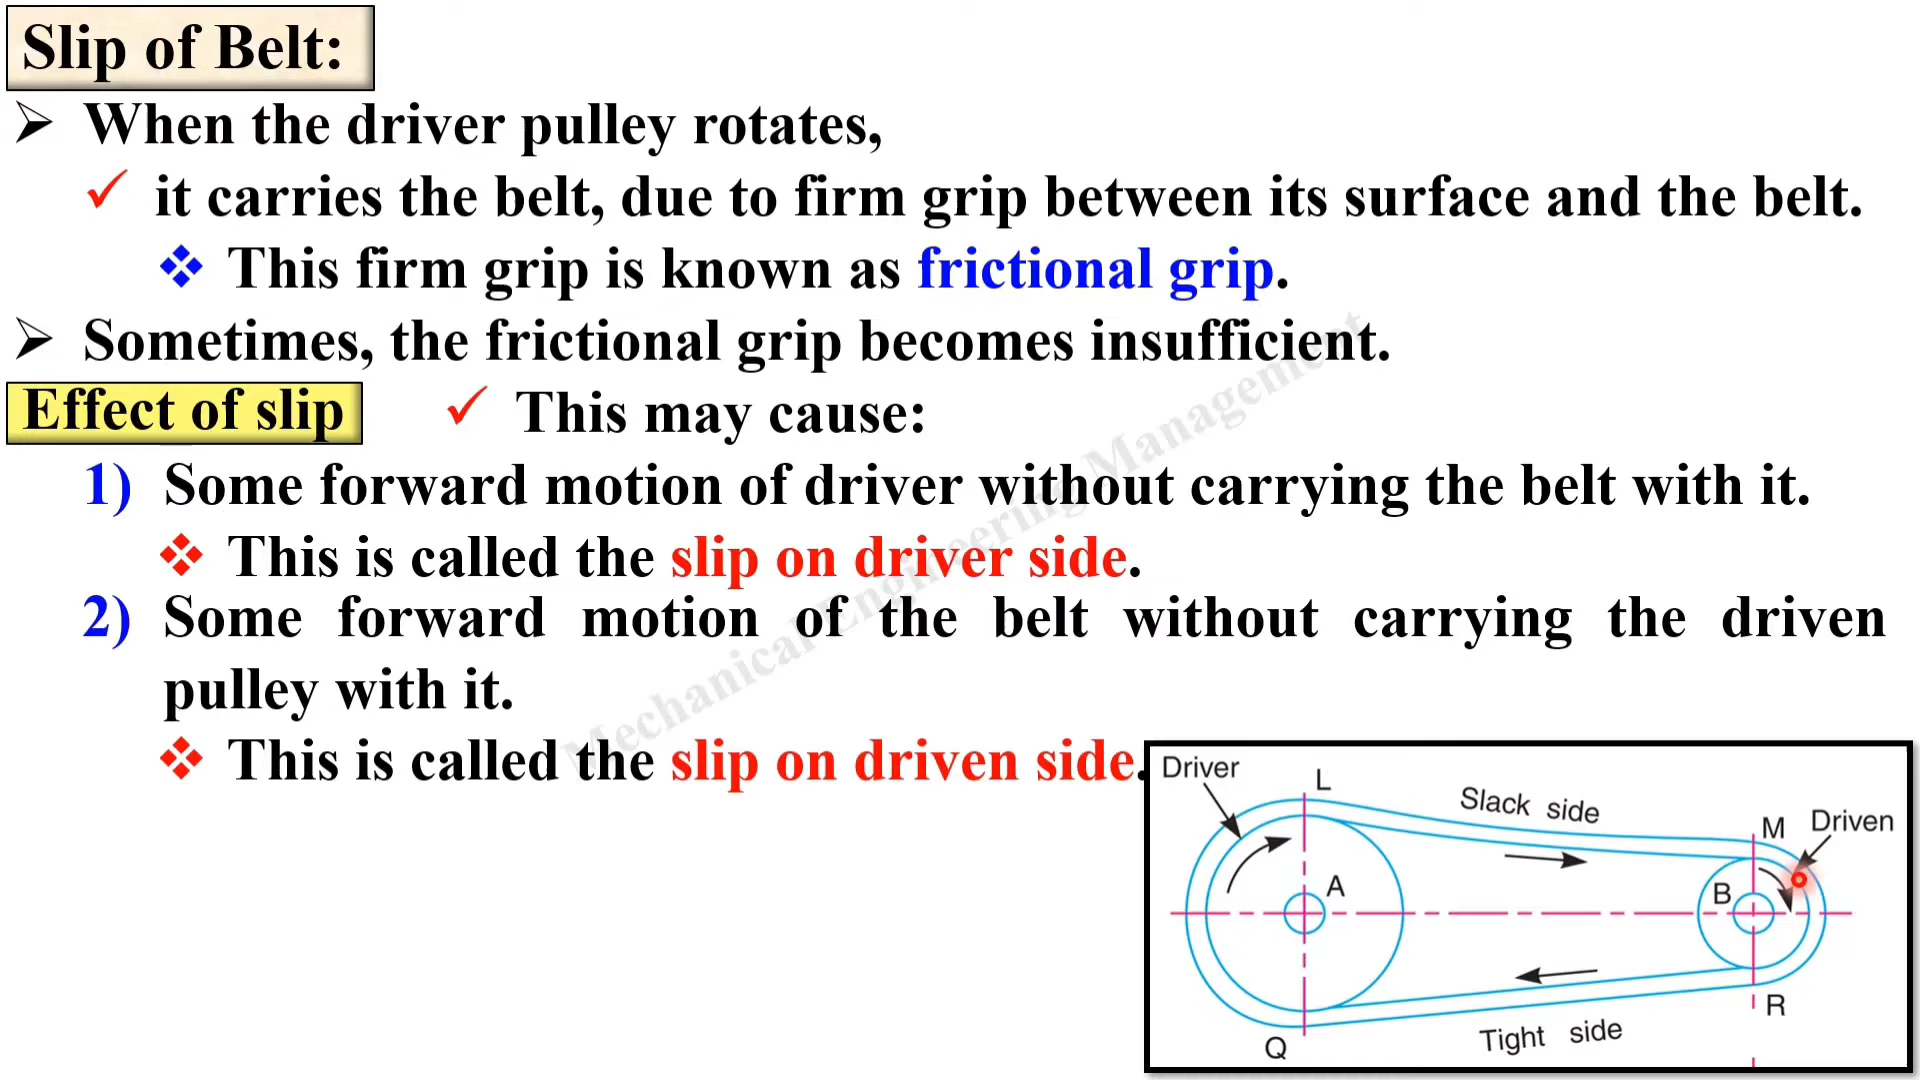 Slip of Belt:
When the driver pulley rotates,
it carries the belt, due to firm grip between its surface and the belt.
This firm grip is known as frictional grip.
Sometimes, the frictional grip becomes insufficient.
Effect of slip
This may cause:
1) Some forward motion of driver without carrying the belt with it.
This is called the slip on driver side.
2) Some forward motion of the belt without carrying the driven
pulley with it.
This is called the slip on driven side.
Mechanical Engineering Management
Driver
L
Slack side
M
Driven
A
B
R
Tight side
Q